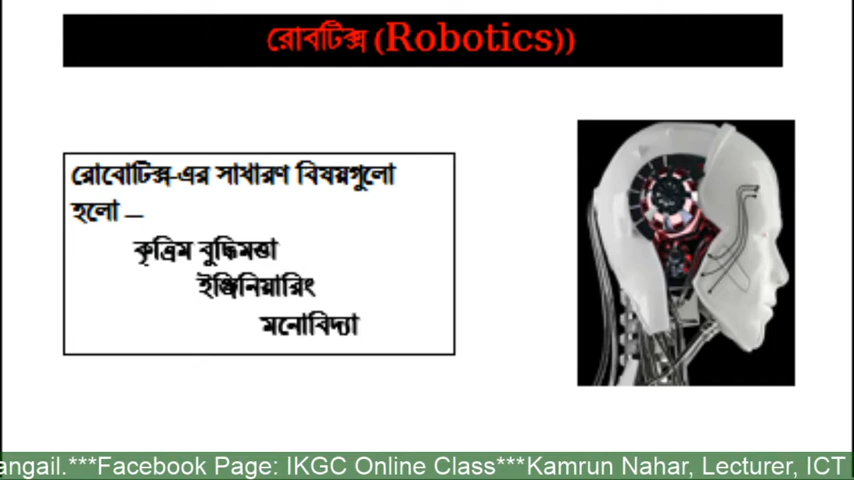 রোবটিক্স (Robotics))
রোবোটিক্স-এর সাধারণ বিষয়গুলো
হলো –
কৃত্রিম বুদ্ধিমত্তা
ইঞ্জিনিয়ারিং
মনোবিদ্যা
angail.***Facebook Page: IKGC Online Class***Kamrun Nahar, Lecturer, ICT